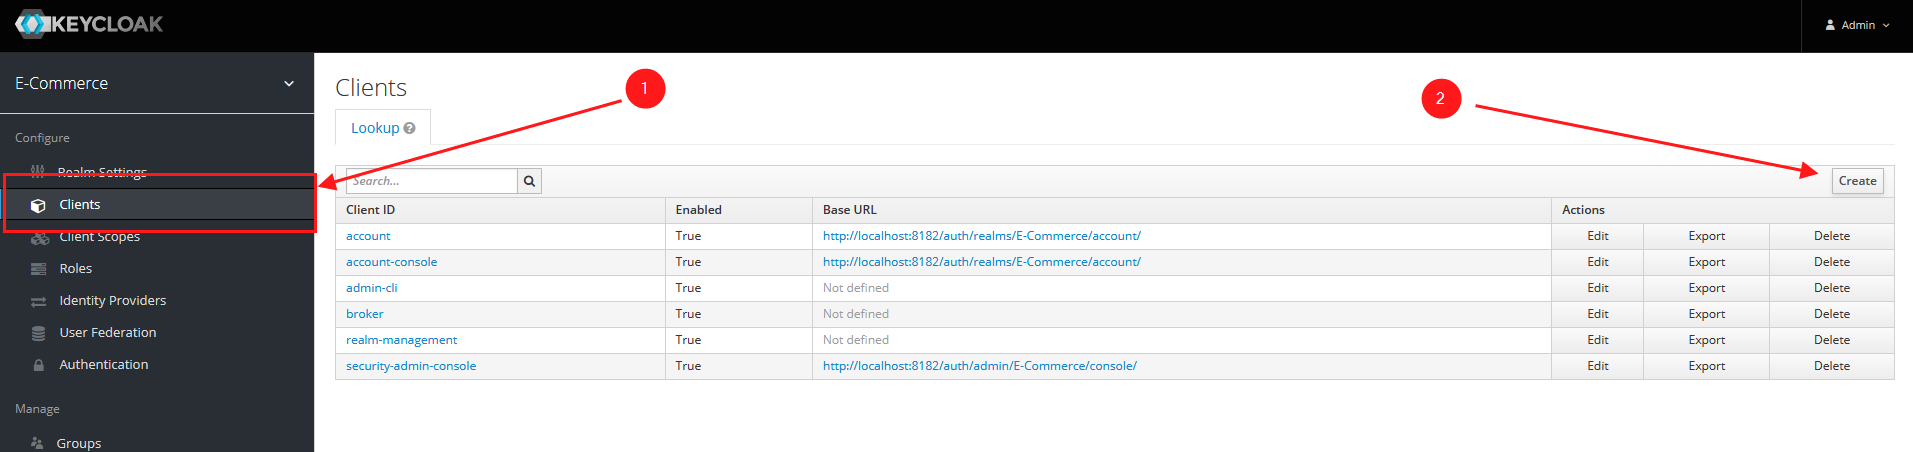 KEYCLOAK
Admin
E-Commerce
Configure
Realm Settings
Clients
Client Scopes
Roles
Identity Providers
User Federation
Authentication
Manage
Groups
Clients
1
2
Lookup
Search...
Create
Client ID Enabled Base URL Actions
account True http://localhost:8182/auth/realms/E-Commerce/account/ Edit Export Delete
account-console True http://localhost:8182/auth/realms/E-Commerce/account/ Edit Export Delete
admin-cli True Not defined Edit Export Delete
broker True Not defined Edit Export Delete
realm-management True Not defined Edit Export Delete
security-admin-console True http://localhost:8182/auth/admin/E-Commerce/console/ Edit Export Delete